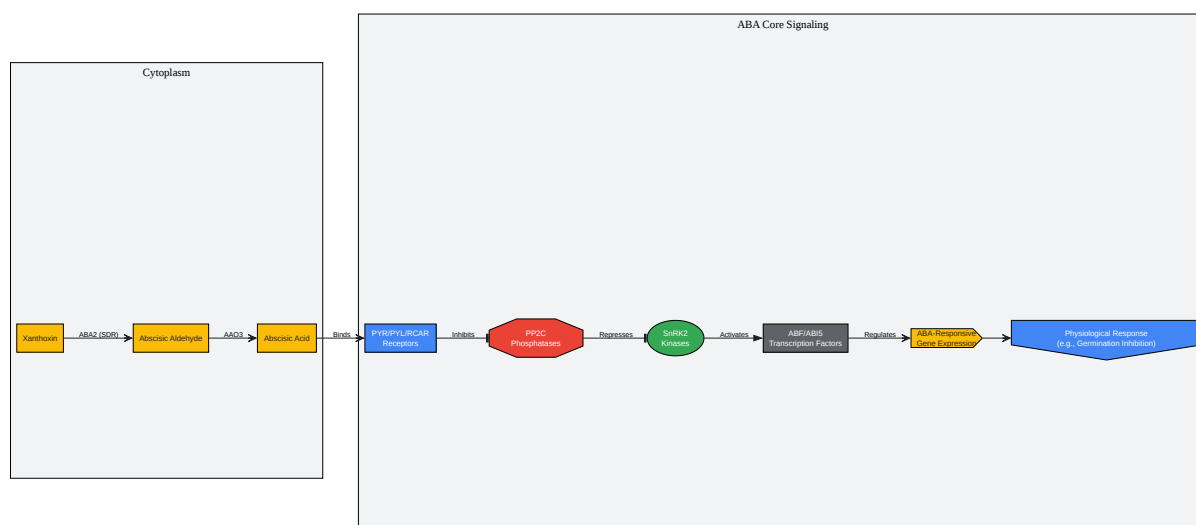 ABA Core Signaling
Cytoplasm
Xanthoxin
ABA2 (SDR)
Abscisic Aldehyde
AAO3
Abscisic Acid
Binds
PYR/PYL/RCAR
Receptors
Inhibits
PP2C
Phosphatases
Represses
SnRK2
Kinases
Activates
ABF/ABI5
Transcription Factors
Regulates
ABA-Responsive
Gene Expression
Physiological Response
(e.g., Germination Inhibition)